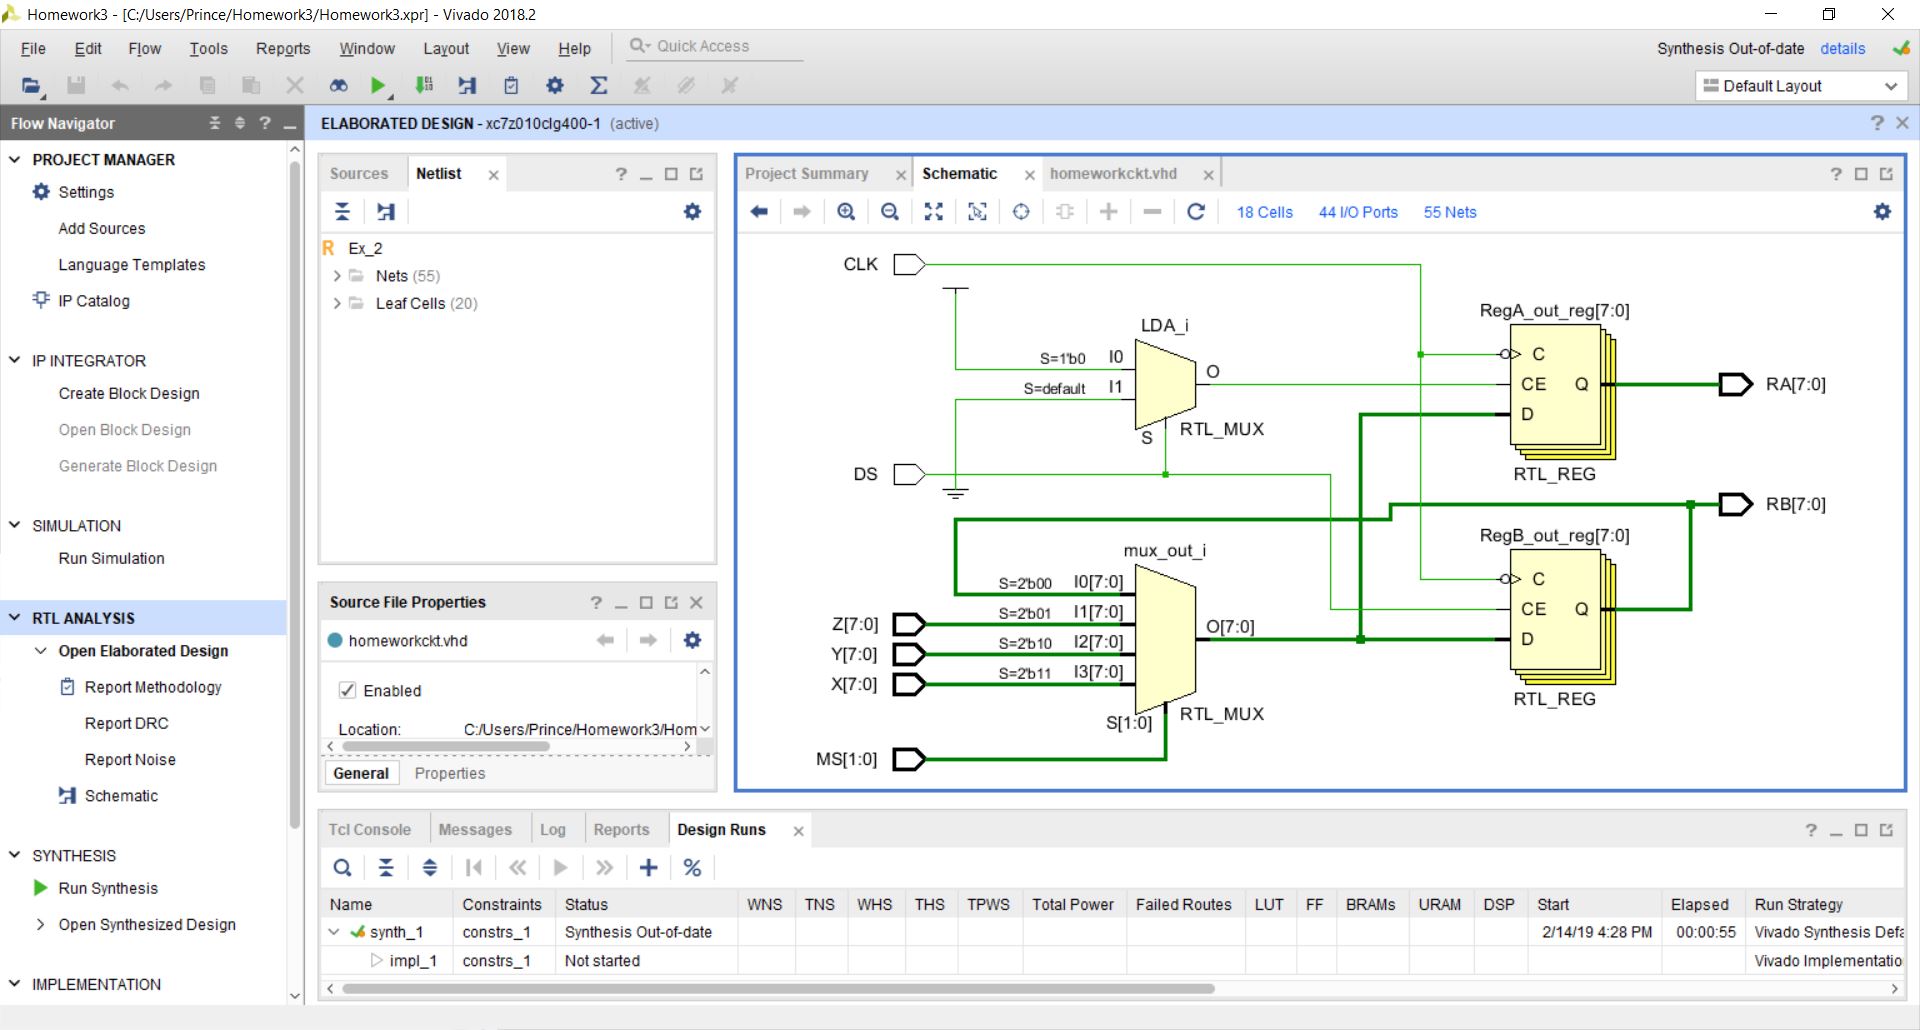 Homework3 - [C:/Users/Prince/Homework3/Homework3.xpr] - Vivado 2018.2
File Edit Flow Tools Reports Window Layout View Help Quick Access
Synthesis Out-of-date details
Default Layout
Flow Navigator
PROJECT MANAGER
Settings
Add Sources
Language Templates
IP Catalog
IP INTEGRATOR
Create Block Design
Open Block Design
Generate Block Design
SIMULATION
Run Simulation
RTL ANALYSIS
Open Elaborated Design
Report Methodology
Report DRC
Report Noise
Schematic
SYNTHESIS
Run Synthesis
Open Synthesized Design
IMPLEMENTATION
ELABORATED DESIGN - xc7z010clg400-1 (active)
Sources Netlist
R Ex_2
Nets (55)
Leaf Cells (20)
Source File Properties
homeworkckt.vhd
Enabled
Location: C:/Users/Prince/Homework3/Hom
General Properties
Project Summary Schematic homeworkckt.vhd
18 Cells 44 I/O Ports 55 Nets
CLK
LDA_i
S=1'b0 I0
S=default I1
O
S
RTL_MUX
DS
RegA_out_reg[7:0]
C
CE Q
D
RTL_REG
RA[7:0]
RB[7:0]
mux_out_i
S=2'b00 I0[7:0]
S=2'b01 I1[7:0]
S=2'b10 I2[7:0]
S=2'b11 I3[7:0]
O[7:0]
Z[7:0]
Y[7:0]
X[7:0]
S[1:0]
RTL_MUX
MS[1:0]
RegB_out_reg[7:0]
C
CE Q
D
RTL_REG
Tcl Console Messages Log Reports Design Runs
Name Constraints Status WNS TNS WHS THS TPWS Total Power Failed Routes LUT FF BRAMs URAM DSP Start Elapsed Run Strategy
synth_1 constrs_1 Synthesis Out-of-date 2/14/19 4:28 PM 00:00:55 Vivado Synthesis Defa
impl_1 constrs_1 Not started Vivado Implementatio